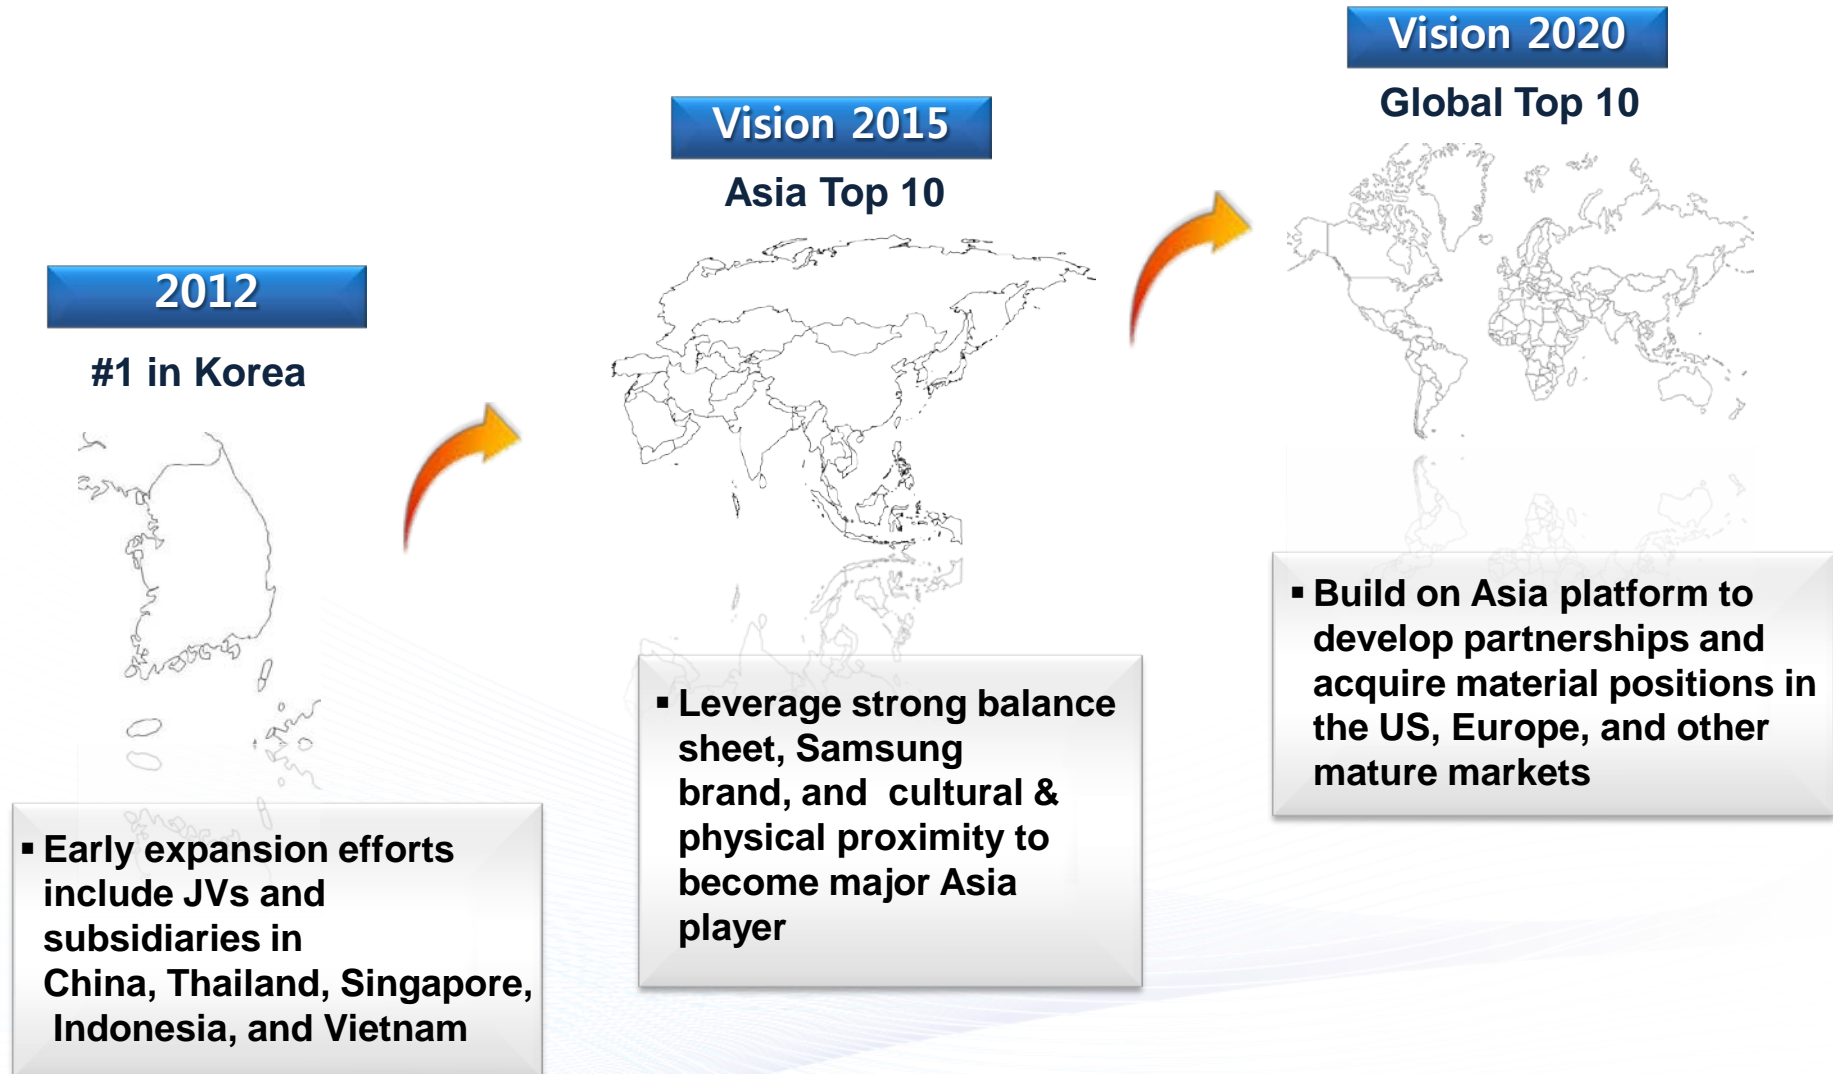 2012
#1 in Korea
▪ Early expansion efforts
include JVs and
subsidiaries in
China, Thailand, Singapore,
Indonesia, and Vietnam
Vision 2015
Asia Top 10
▪ Leverage strong balance
sheet, Samsung
brand, and cultural &
physical proximity to
become major Asia
player
Vision 2020
Global Top 10
▪ Build on Asia platform to
develop partnerships and
acquire material positions in
the US, Europe, and other
mature markets